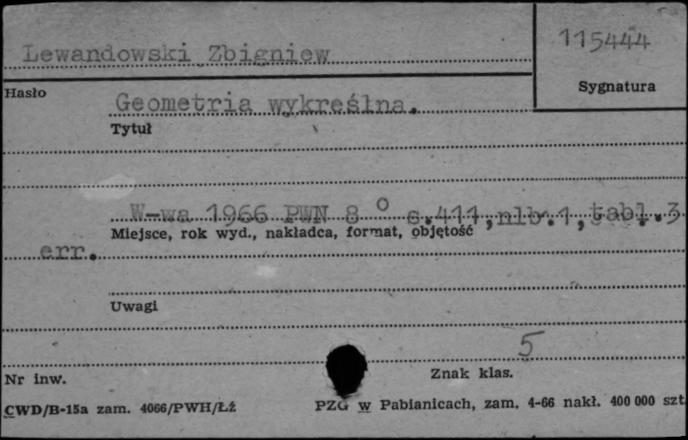 Lewandowski Zbigniew
115444
Sygnatura
Hasło
Geometria wykreślna.
Tytuł
W-wa 1966 PWN 8° s.411,nlb.1,tabl.3
Miejsce, rok wyd., nakładca, format, objętość
err.
Uwagi
5
Nr inw.
Znak klas.
CWD/B-15a zam. 4066/PWH/Łż
PZG w Pabianicach, zam. 4-66 nakł. 400 000 szt